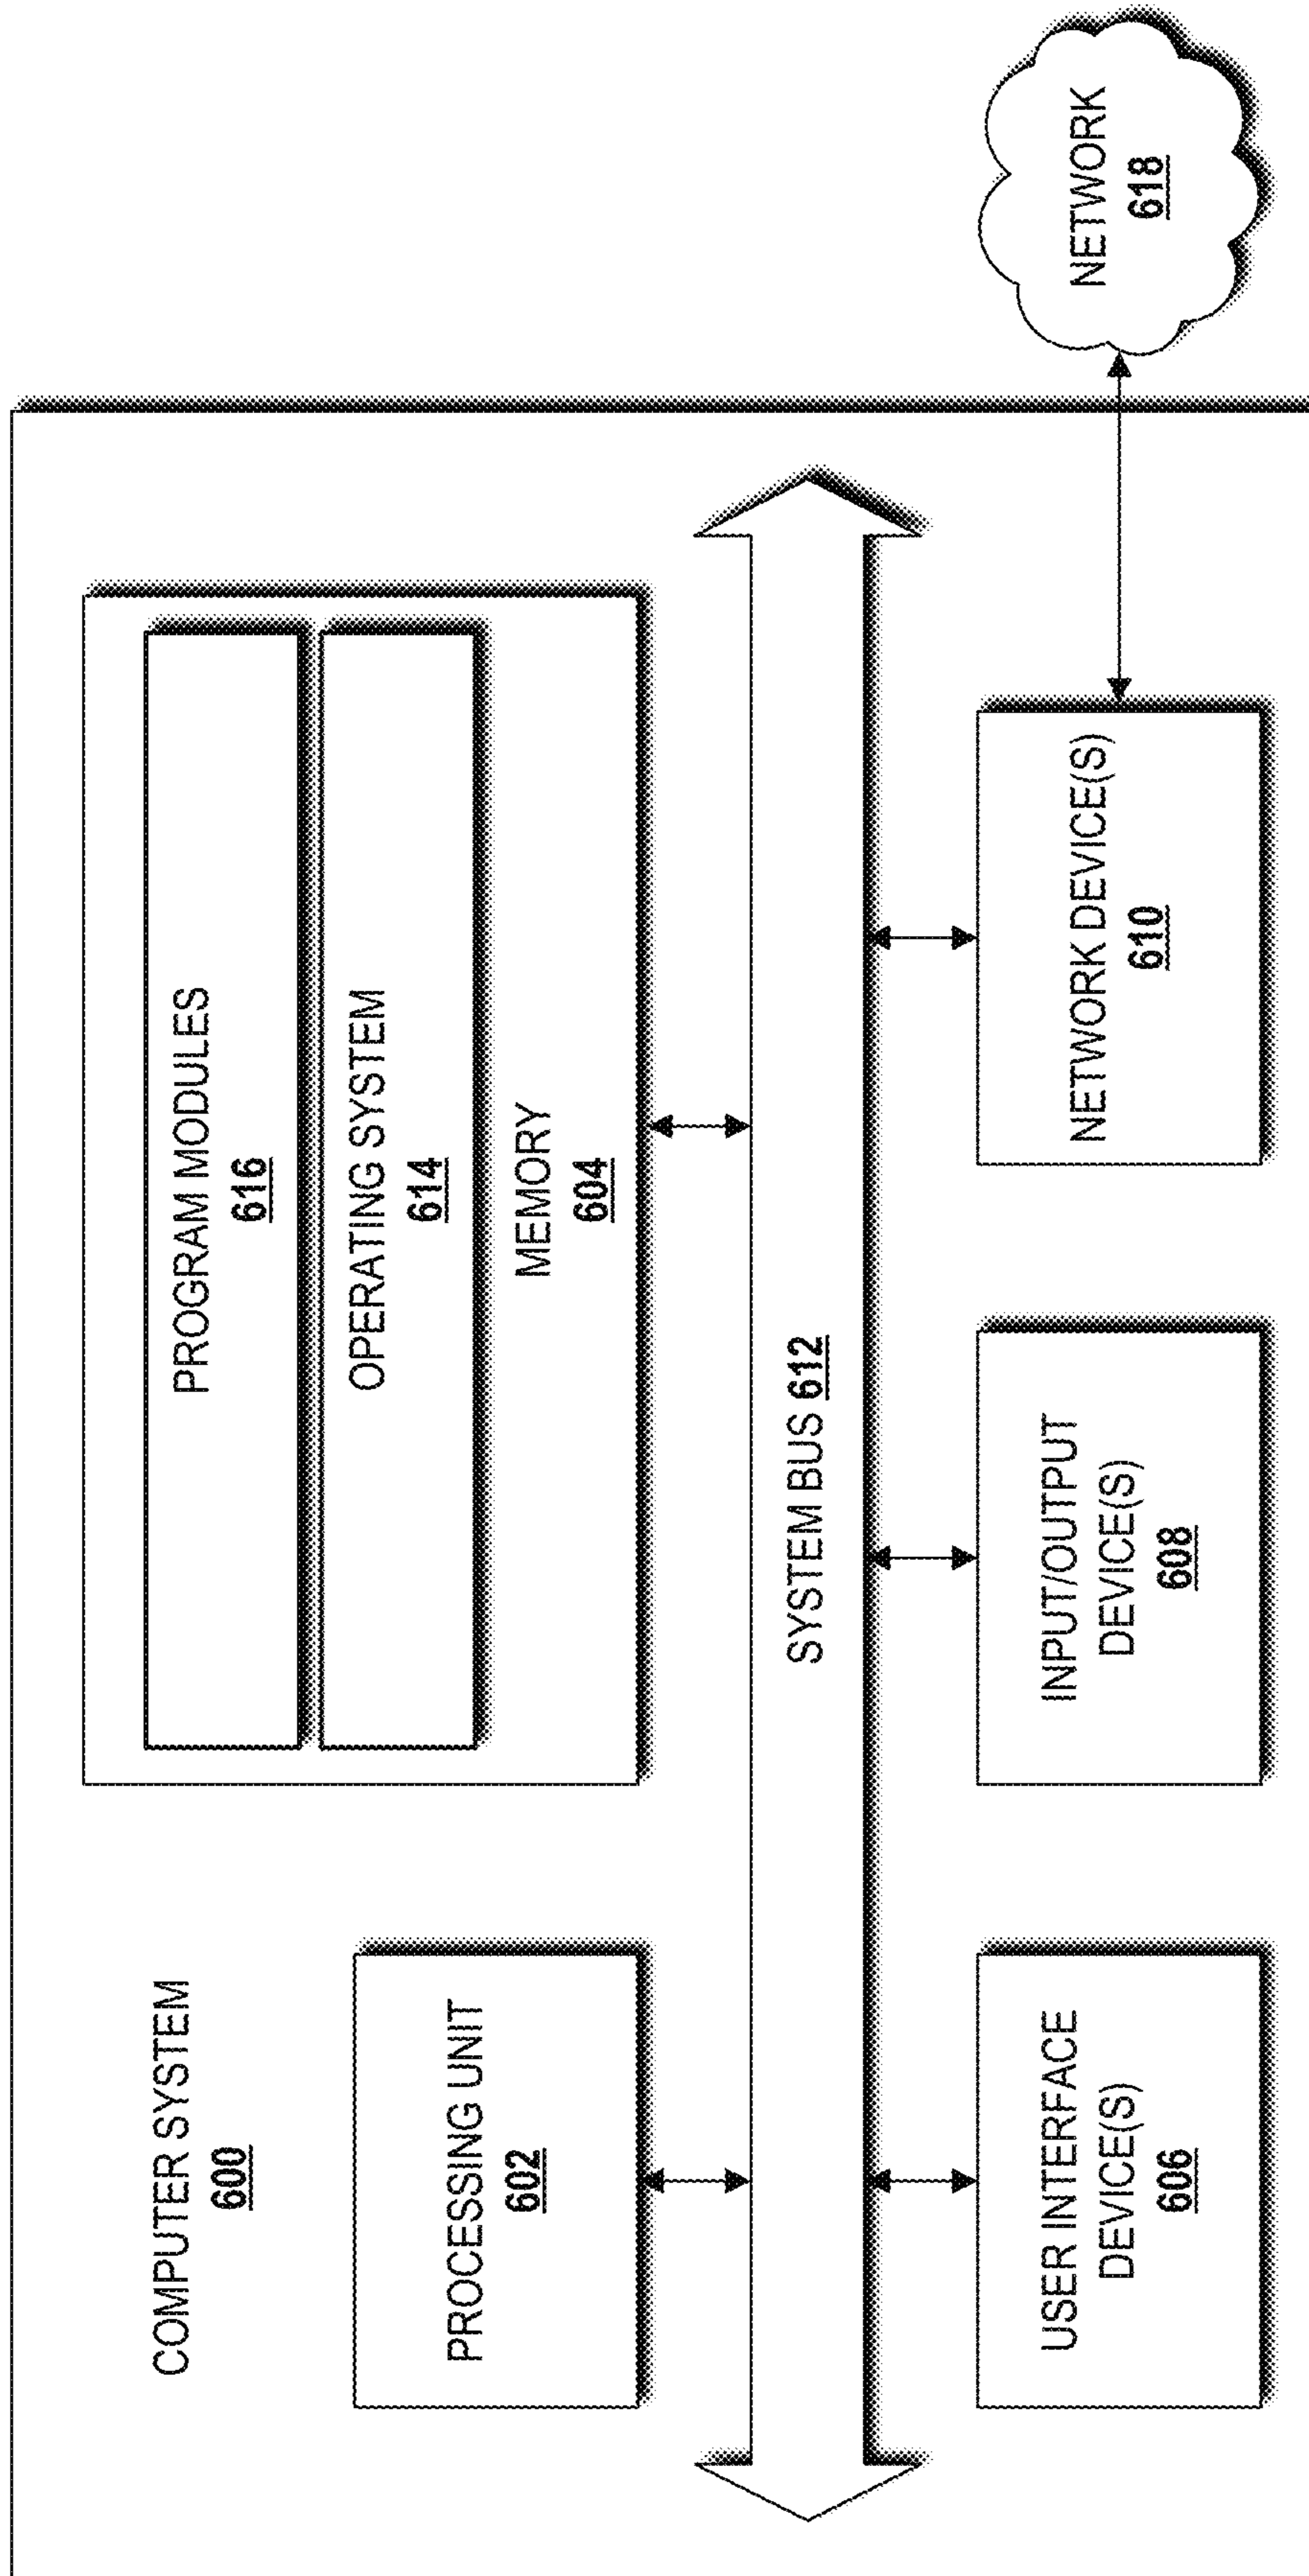 COMPUTER SYSTEM
600
PROCESSING UNIT
602
PROGRAM MODULES
616
OPERATING SYSTEM
614
MEMORY
604
SYSTEM BUS 612
USER INTERFACE
DEVICE(S)
606
INPUT/OUTPUT
DEVICE(S)
608
NETWORK DEVICE(S)
610
NETWORK
618